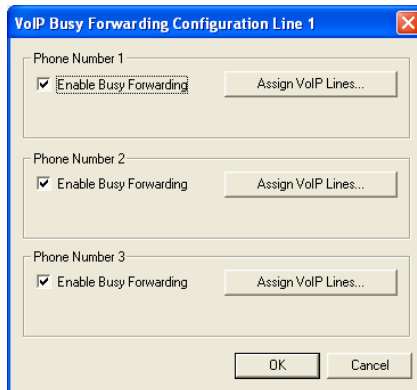 VoIP Busy Forwarding Configuration Line 1
Phone Number 1
Enable Busy Forwarding
Assign VoIP Lines...
Phone Number 2
Enable Busy Forwarding
Assign VoIP Lines...
Phone Number 3
Enable Busy Forwarding
Assign VoIP Lines...
OK
Cancel